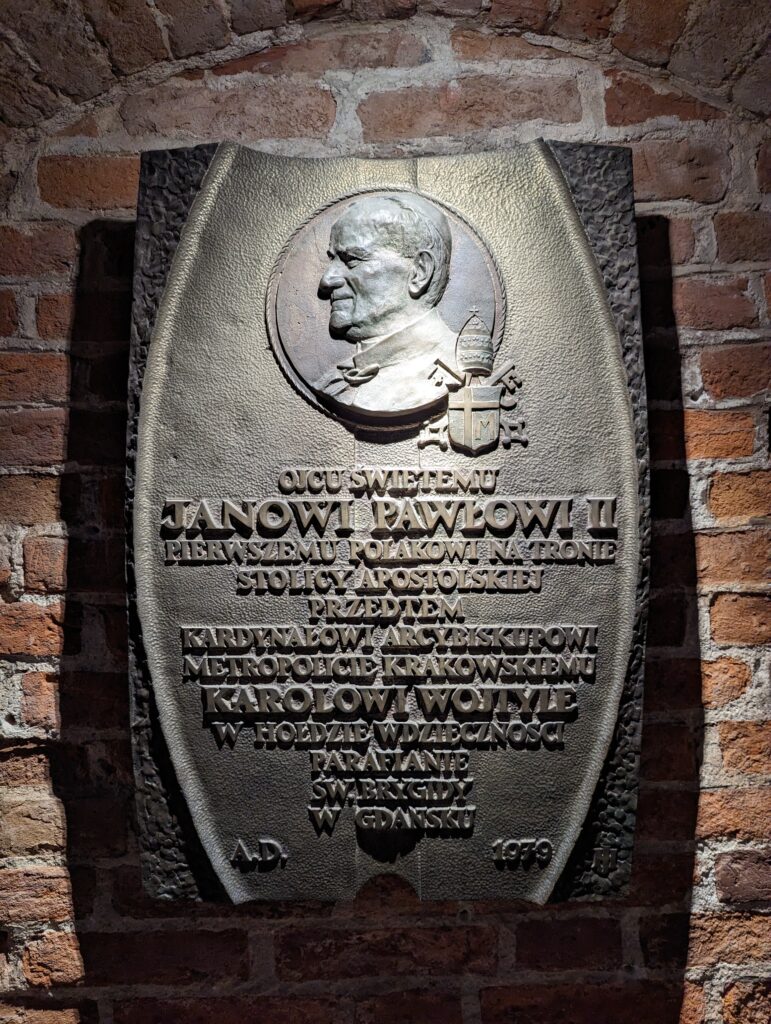 OJCU ŚWIĘTEMU
JANOWI PAWŁOWI II
PIERWSZEMU POLAKOWI NA TRONIE
STOLICY APOSTOLSKIEJ
PRZEDTEM
KARDYNAŁOWI ARCYBISKUPOWI
METROPOLICIE KRAKOWSKIEMU
KAROLOWI WOJTYLE
W HOŁDZIE WDZIĘCZNOŚCI
PARAFIANIE
ŚW. BRYGIDY
W GDAŃSKU
A.D. 1979
M